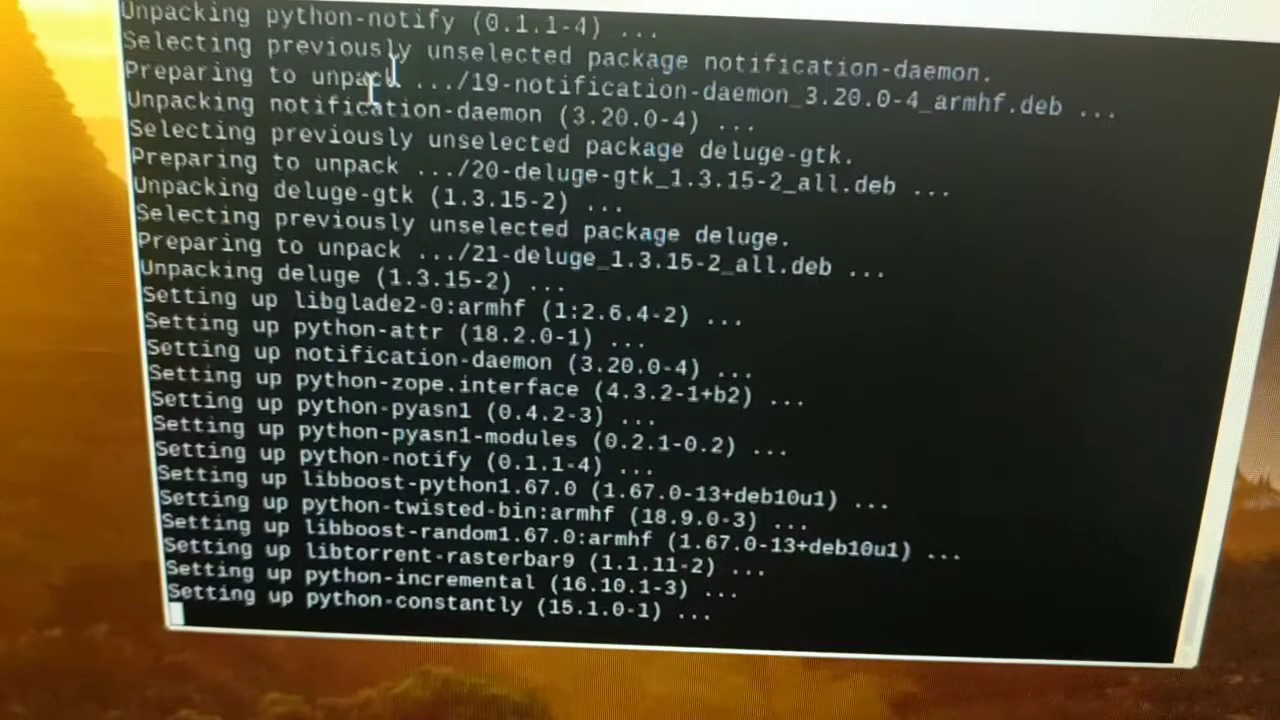 Unpacking python-notify (0.1.1-4) ...
Selecting previously unselected package notification-daemon.
Preparing to unpack .../19-notification-daemon_3.20.0-4_armhf.deb ...
Unpacking notification-daemon (3.20.0-4) ...
Selecting previously unselected package deluge-gtk.
Preparing to unpack .../20-deluge-gtk_1.3.15-2_all.deb ...
Unpacking deluge-gtk (1.3.15-2) ...
Selecting previously unselected package deluge.
Preparing to unpack .../21-deluge_1.3.15-2_all.deb ...
Unpacking deluge (1.3.15-2) ...
Setting up libglade2-0:armhf (1:2.6.4-2) ...
Setting up python-attr (18.2.0-1) ...
Setting up notification-daemon (3.20.0-4) ...
Setting up python-zope.interface (4.3.2-1+b2) ...
Setting up python-pyasn1 (0.4.2-3) ...
Setting up python-pyasn1-modules (0.2.1-0.2) ...
Setting up python-notify (0.1.1-4) ...
Setting up libboost-python1.67.0 (1.67.0-13+deb10u1) ...
Setting up python-twisted-bin:armhf (18.9.0-3) ...
Setting up libboost-random1.67.0:armhf (1.67.0-13+deb10u1) ...
Setting up libtorrent-rasterbar9 (1.1.11-2) ...
Setting up python-incremental (16.10.1-3) ...
Setting up python-constantly (15.1.0-1) ...